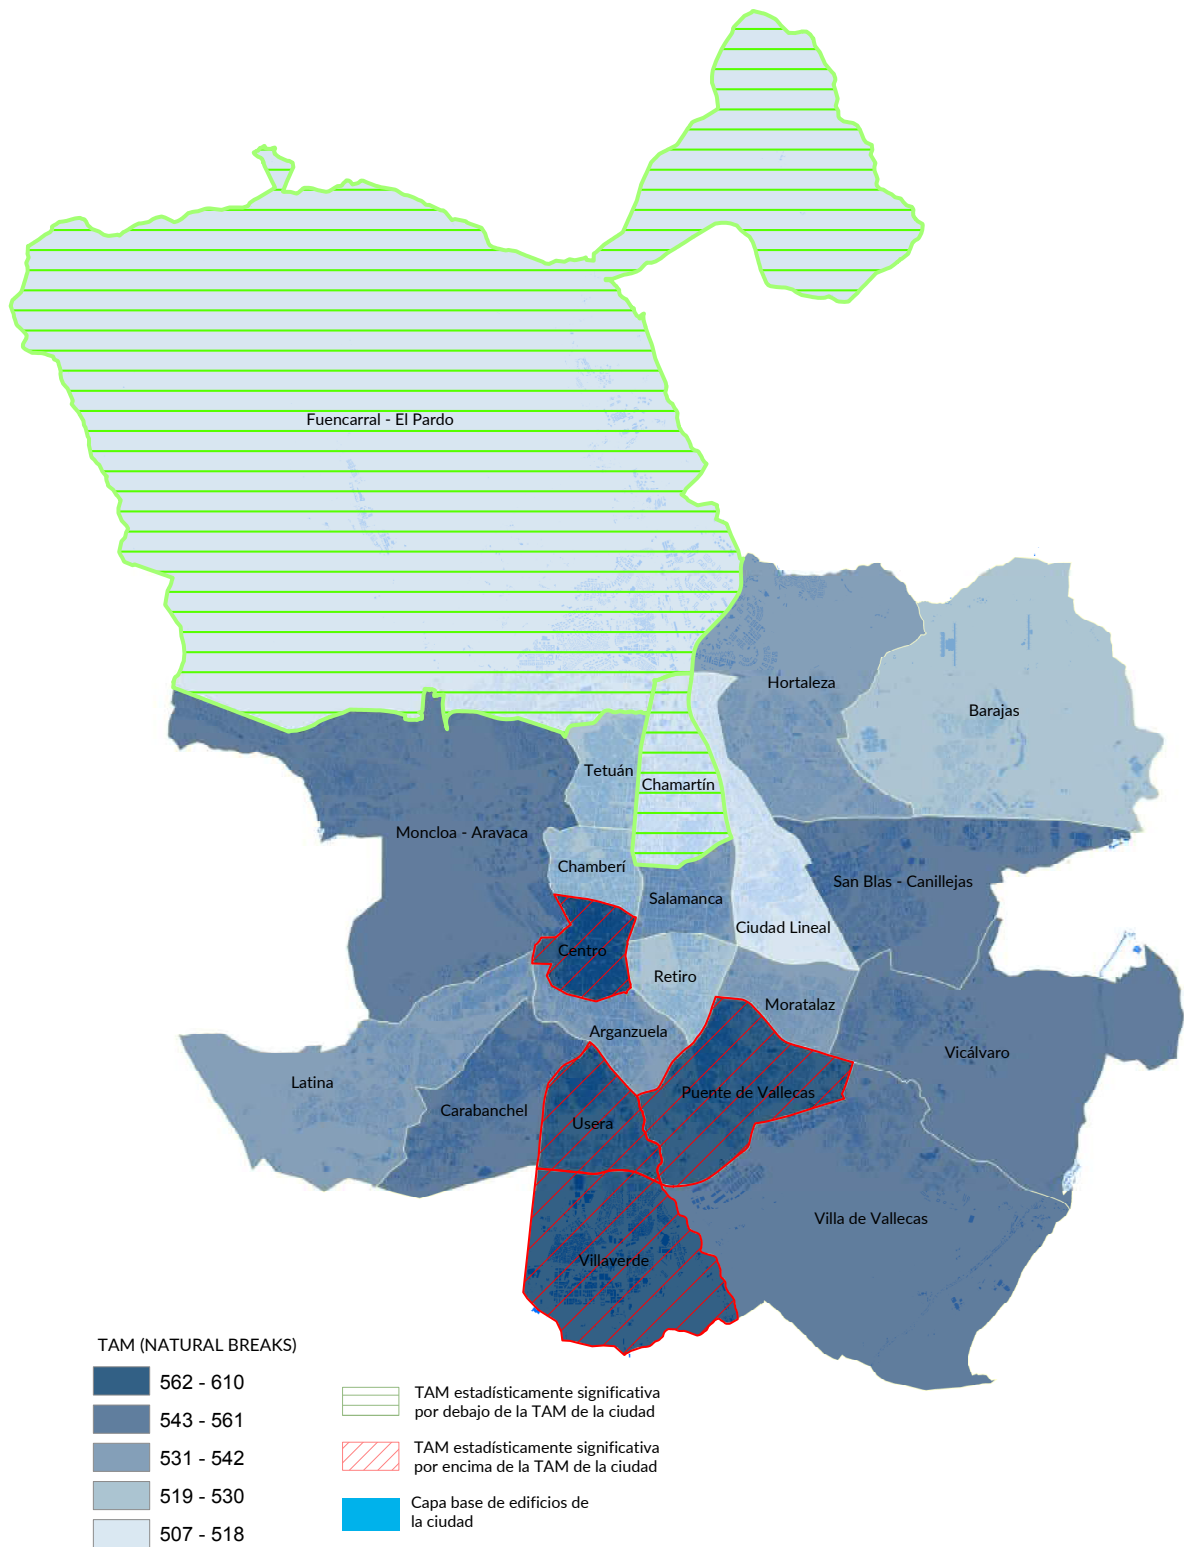 Fuencarral - El Pardo
Hortaleza
Barajas
Tetuán
Chamartín
Moncloa - Aravaca
Chamberí
San Blas - Canillejas
Salamanca
Ciudad Lineal
Centro
Retiro
Moratalaz
Arganzuela
Vicálvaro
Latina
Puente de Vallecas
Carabanchel
Usera
Villa de Vallecas
Villaverde
TAM (NATURAL BREAKS)
562 - 610
543 - 561
531 - 542
519 - 530
507 - 518
TAM estadísticamente significativa
por debajo de la TAM de la ciudad
TAM estadísticamente significativa
por encima de la TAM de la ciudad
Capa base de edificios de
la ciudad